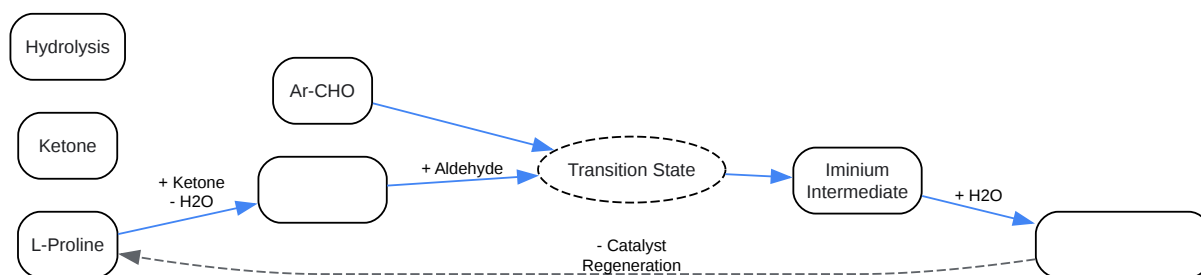 Hydrolysis
Ar-CHO
Ketone
+ Ketone
- H2O
+ Aldehyde
Transition State
Iminium
Intermediate
+ H2O
L-Proline
- Catalyst
Regeneration